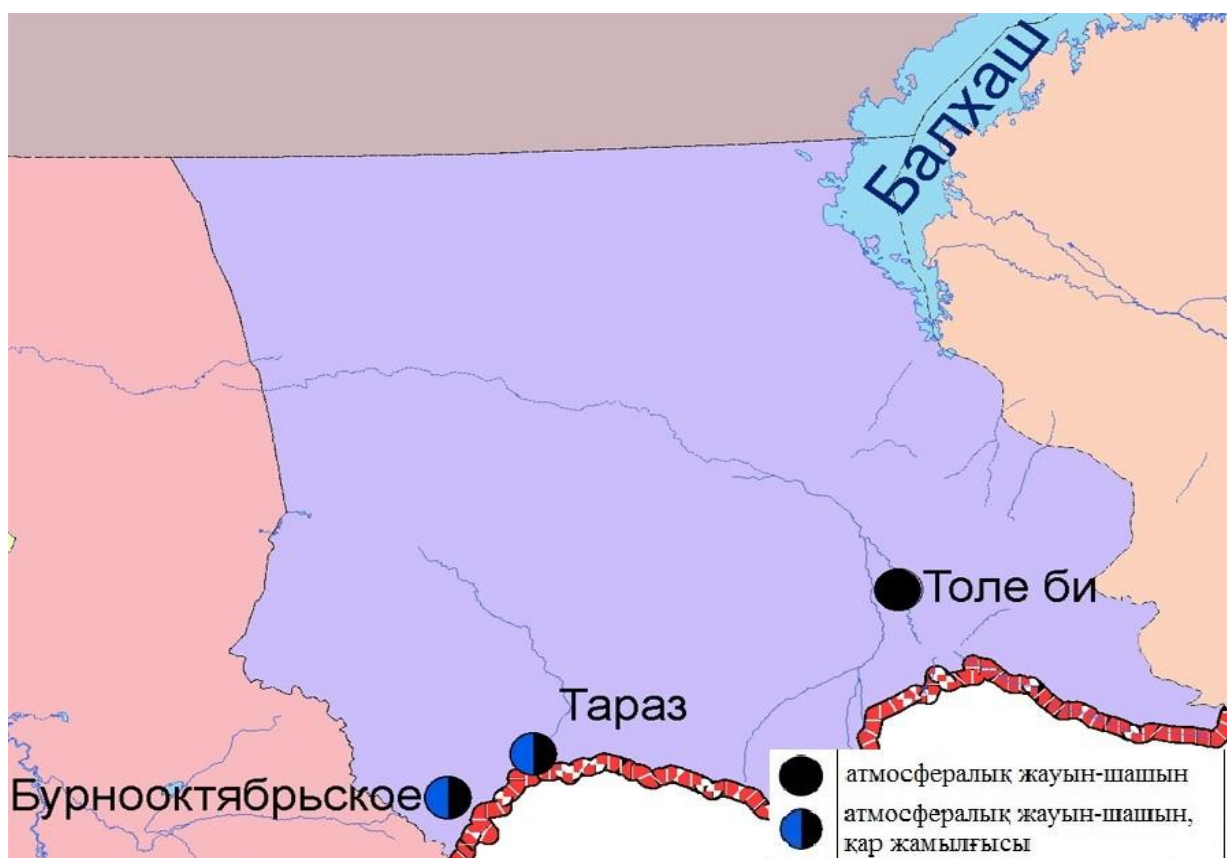 Балхаш
Толе би
Тараз
Бурнооктябрьское
атмосфералық жауын-шашын
атмосфералық жауын-шашын,
қар жамылғысы